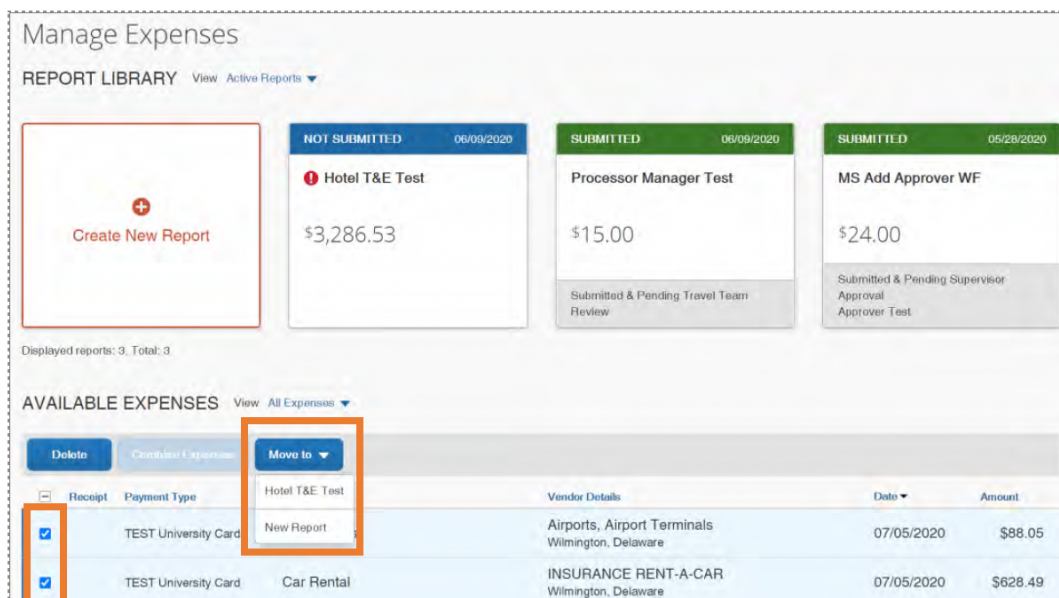 Manage Expenses
REPORT LIBRARY View Active Reports
NOT SUBMITTED 06/09/2020
SUBMITTED 06/09/2020
SUBMITTED 05/28/2020
Create New Report
Hotel T&E Test
$3,286.53
Processor Manager Test
$15.00
Submitted & Pending Travel Team
Review
MS Add Approver WF
$24.00
Submitted & Pending Supervisor
Approval
Approver Test
Displayed reports: 3, Total: 3
AVAILABLE EXPENSES View All Expenses
Delete Combine Expenses Move to
Hotel T&E Test
New Report
Receipt Payment Type Vendor Details Date Amount
TEST University Card Airports, Airport Terminals 07/05/2020 $88.05
Wilmington, Delaware
TEST University Card Car Rental INSURANCE RENT-A-CAR 07/05/2020 $628.49
Wilmington, Delaware